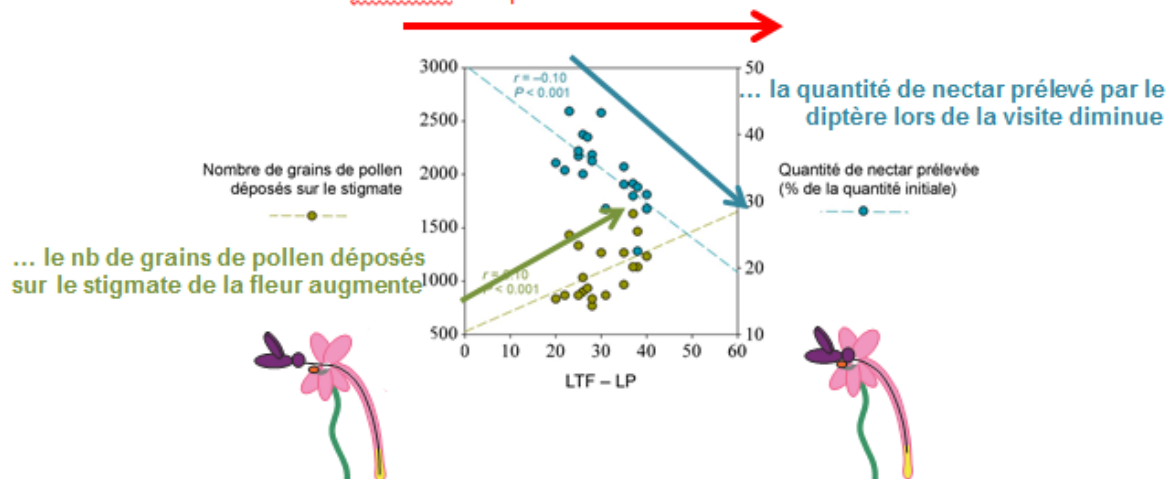 3000
2500
2000
1500
1000
500
50
40
30
20
10
r = –0.10
P < 0.001
… la quantité de nectar prélevé par le
diptère lors de la visite diminue
Nombre de grains de pollen
déposés sur le stigmate
Quantité de nectar prélevée
(% de la quantité initiale)
… le nb de grains de pollen déposés
sur le stigmate de la fleur augmente
r = 0.10
P < 0.001
0 10 20 30 40 50 60
LTF – LP